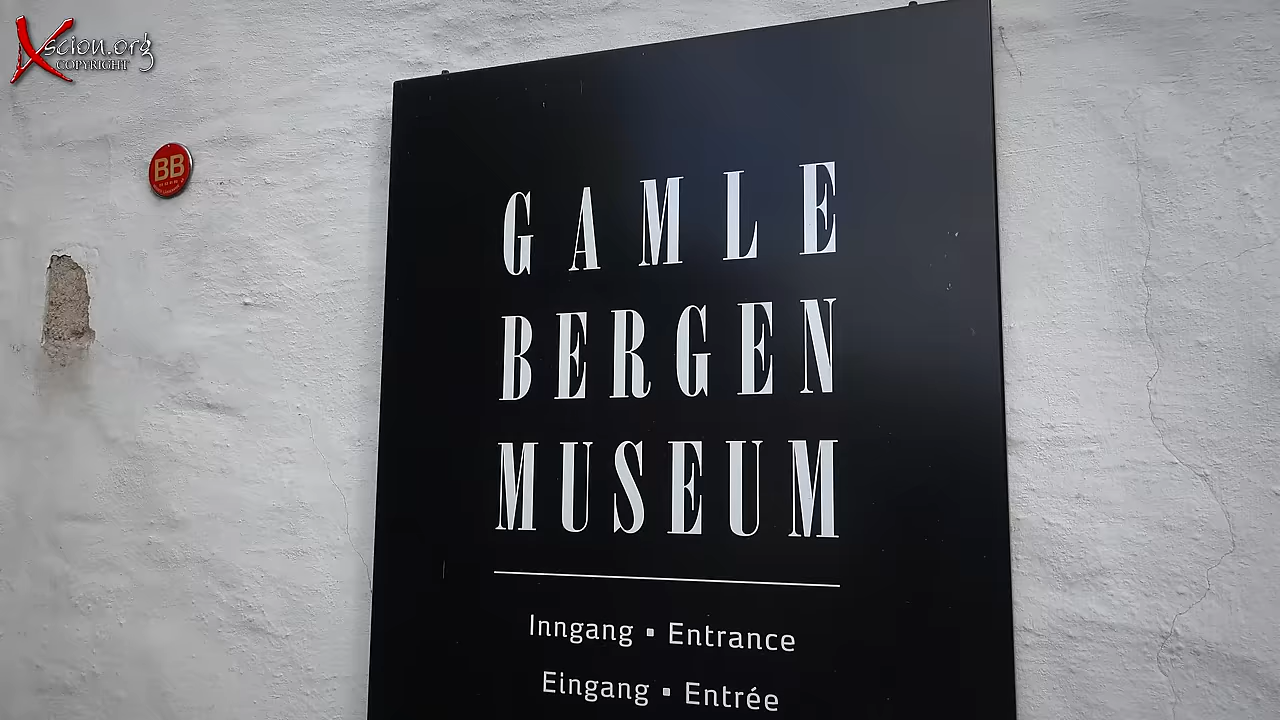 Xscion.org
COPYRIGHT
BB
GAMLE
BERGEN
MUSEUM
Inngang ▪ Entrance
Eingang ▪ Entrée